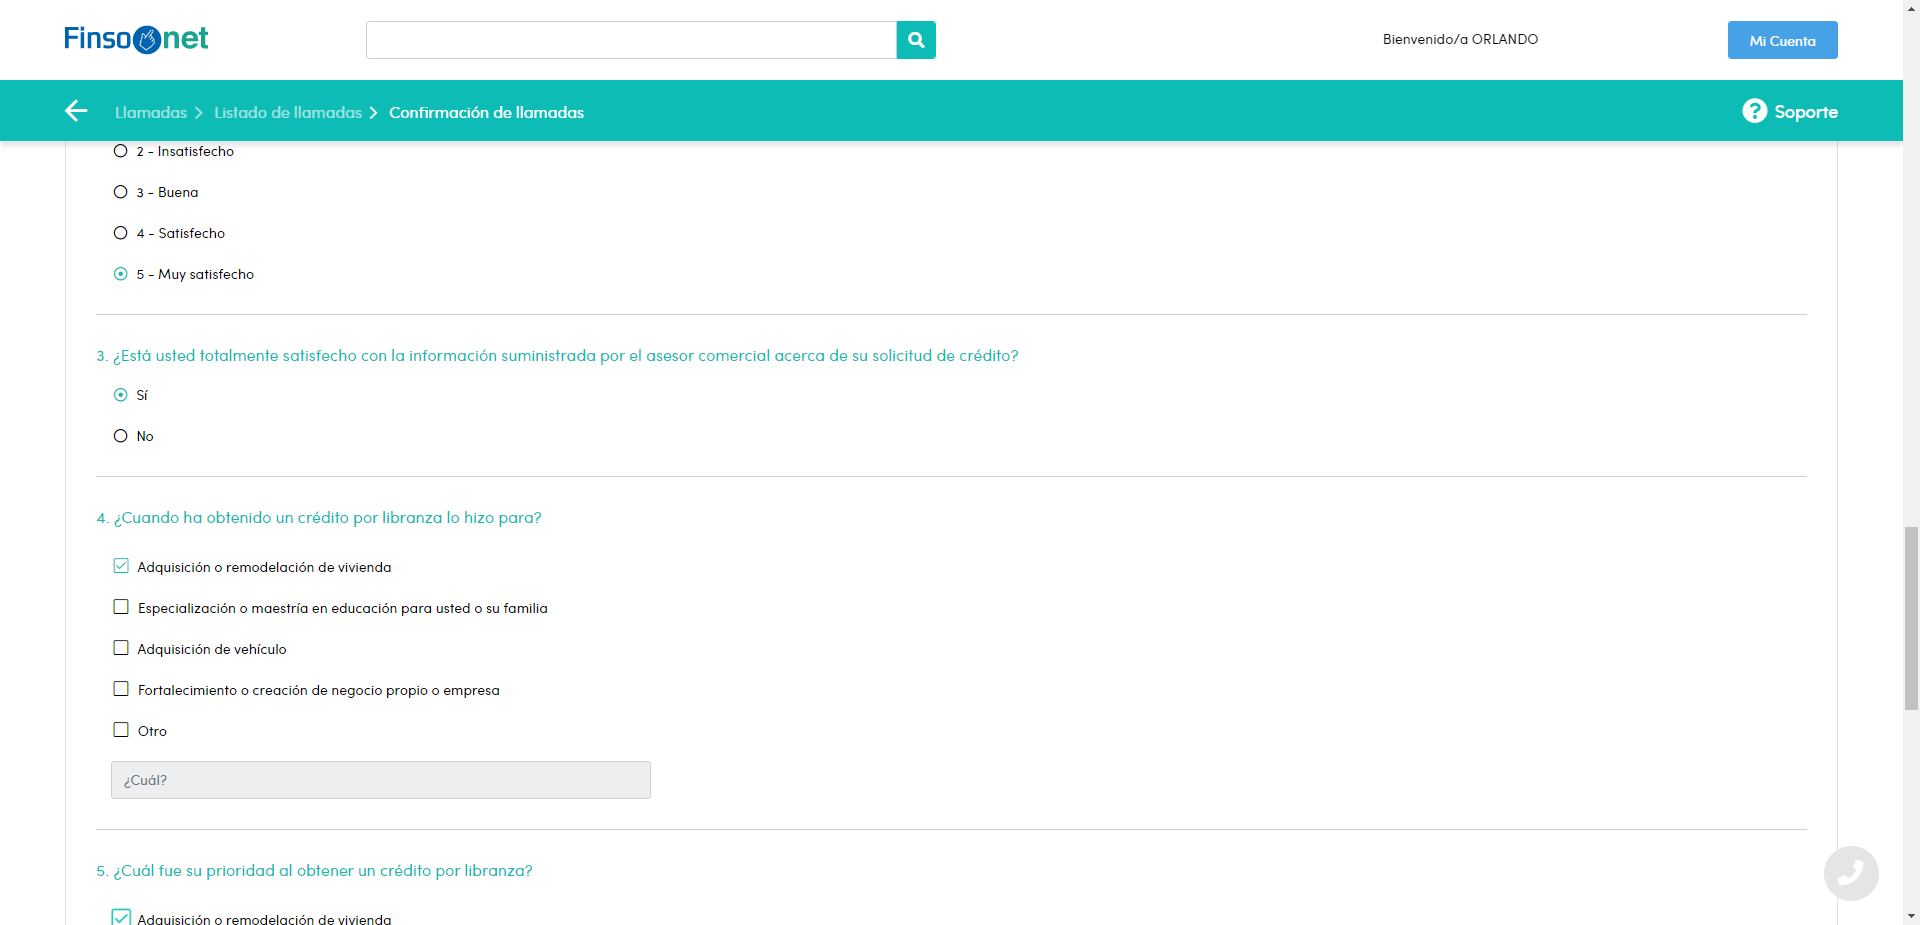 Finsonet
Bienvenido/a ORLANDO
Mi Cuenta
Llamadas
Listado de llamadas
Confirmación de llamadas
Soporte
2 - Insatisfecho
3 - Buena
4 - Satisfecho
5 - Muy satisfecho
3. ¿Está usted totalmente satisfecho con la información suministrada por el asesor comercial acerca de su solicitud de crédito?
Sí
No
4. ¿Cuando ha obtenido un crédito por libranza lo hizo para?
Adquisición o remodelación de vivienda
Especialización o maestría en educación para usted o su familia
Adquisición de vehículo
Fortalecimiento o creación de negocio propio o empresa
Otro
¿Cuál?
5. ¿Cuál fue su prioridad al obtener un crédito por libranza?
Adquisición o remodelación de vivienda